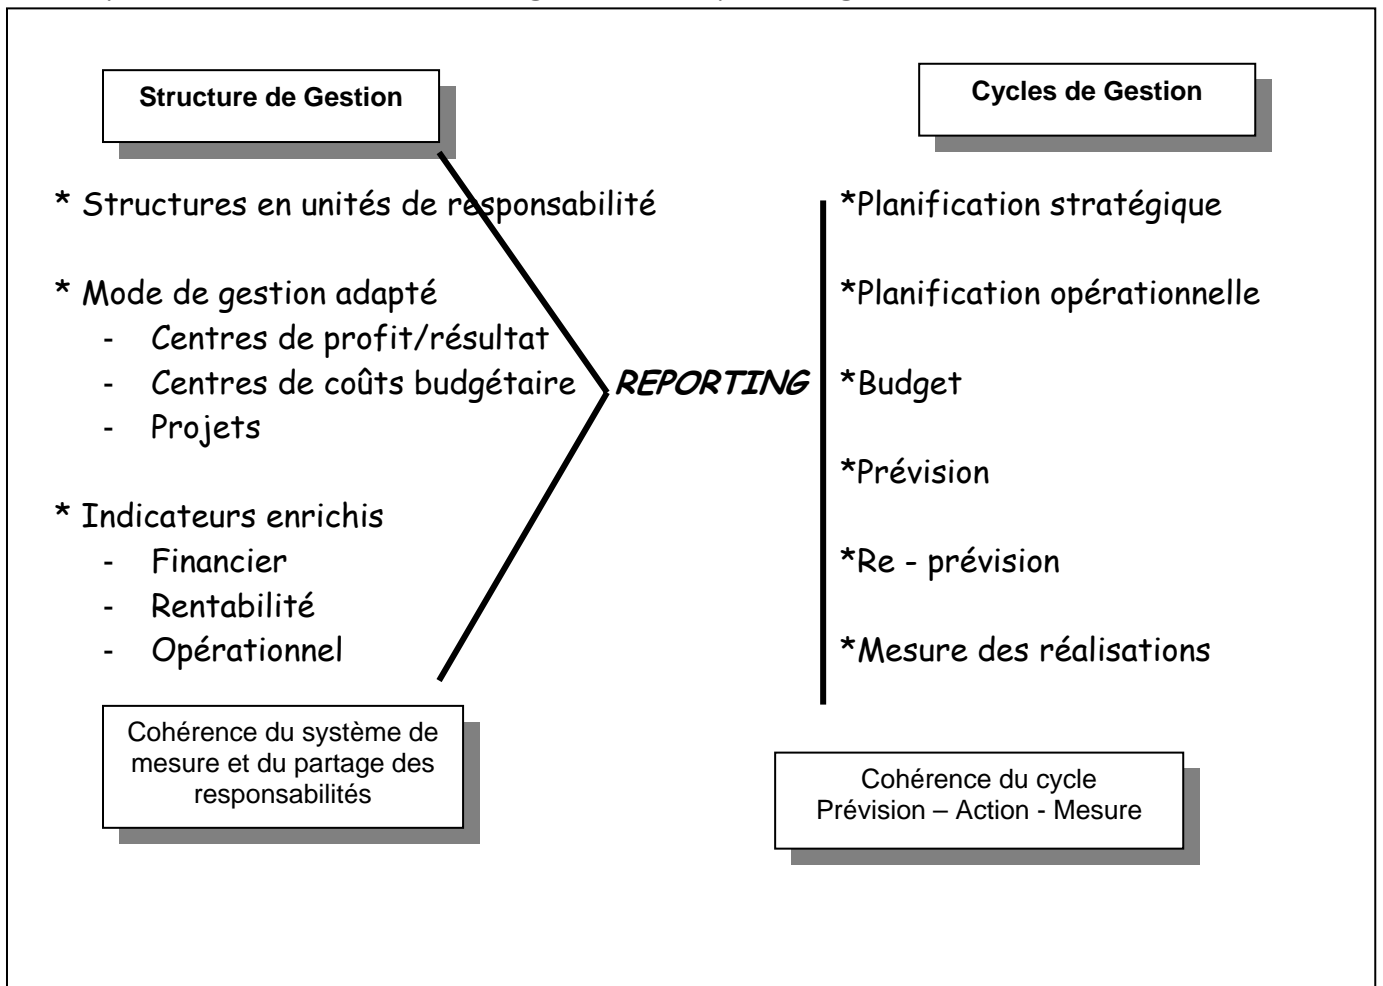 Structure de Gestion
* Structures en unités de responsabilité
* Mode de gestion adapté
- Centres de profit/résultat
- Centres de coûts budgétaire
- Projets
* Indicateurs enrichis
- Financier
- Rentabilité
- Opérationnel
Cohérence du système de
mesure et du partage des
responsabilités
REPORTING
Cycles de Gestion
*Planification stratégique
*Planification opérationnelle
*Budget
*Prévision
*Re - prévision
*Mesure des réalisations
Cohérence du cycle
Prévision – Action - Mesure